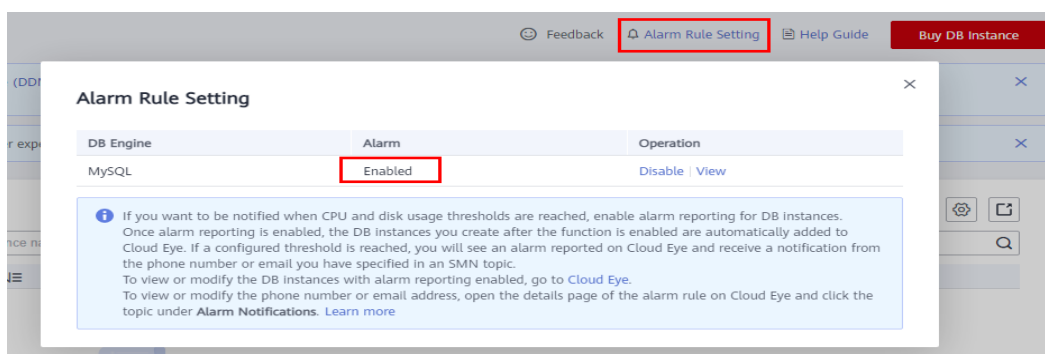 Feedback Alarm Rule Setting Help Guide Buy DB Instance
(DD
Alarm Rule Setting
r exp
DB Engine Alarm Operation
MySQL Enabled Disable | View
If you want to be notified when CPU and disk usage thresholds are reached, enable alarm reporting for DB instances.
Once alarm reporting is enabled, the DB instances you create after the function is enabled are automatically added to
nce na
Cloud Eye. If a configured threshold is reached, you will see an alarm reported on Cloud Eye and receive a notification from
the phone number or email you have specified in an SMN topic.
To view or modify the DB instances with alarm reporting enabled, go to Cloud Eye.
To view or modify the phone number or email address, open the details page of the alarm rule on Cloud Eye and click the
topic under Alarm Notifications. Learn more